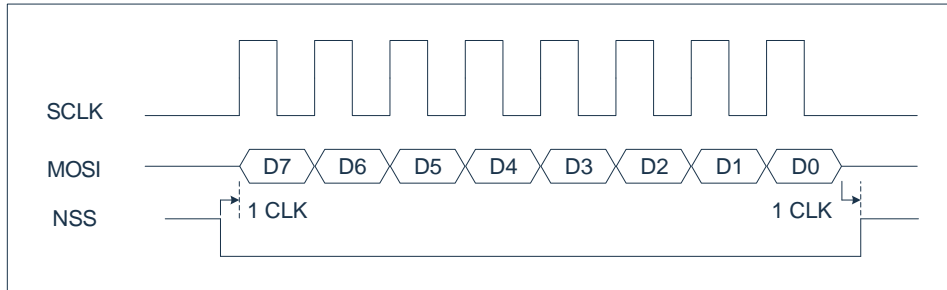 SCLK
MOSI D7 D6 D5 D4 D3 D2 D1 D0
1 CLK 1 CLK
NSS